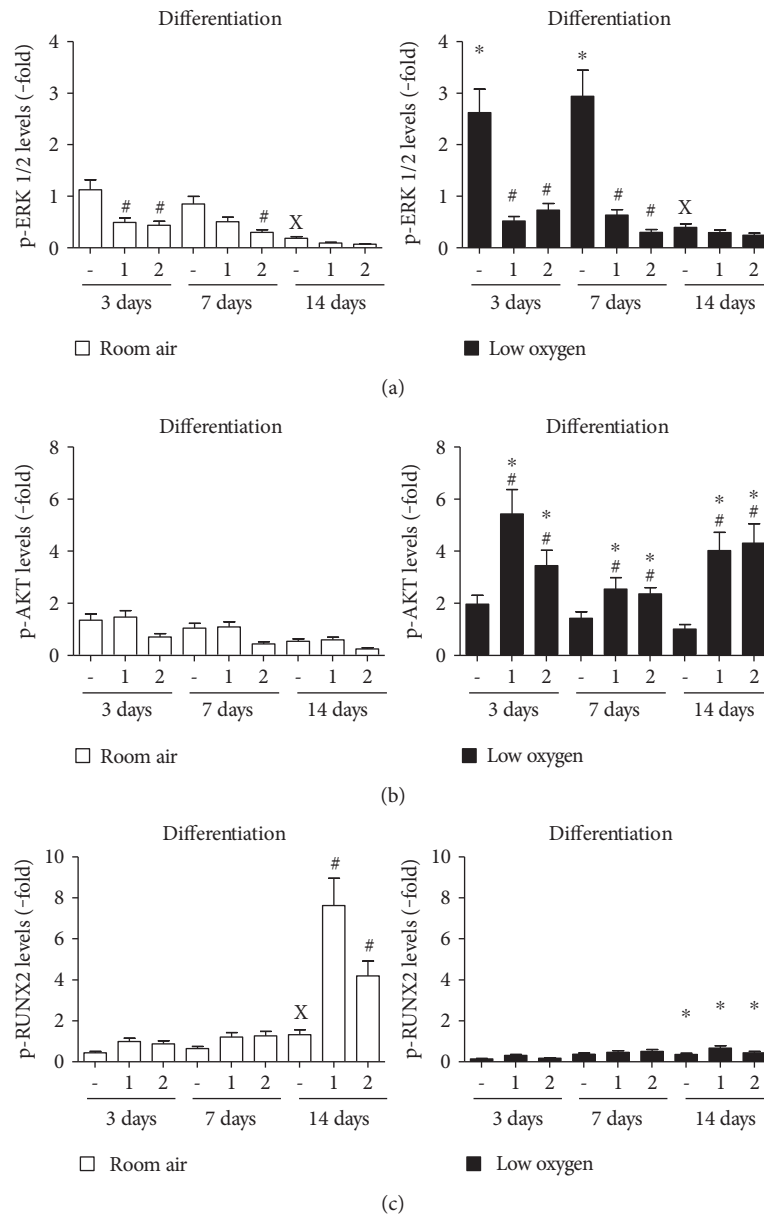 Differentiation
p-ERK 1/2 levels (-fold)
4
3
2
1
0
#
#
#
X
- 1 2 - 1 2 - 1 2
3 days 7 days 14 days
Room air
Differentiation
p-ERK 1/2 levels (-fold)
4
3
2
1
0
*
#
#
*
#
#
X
- 1 2 - 1 2 - 1 2
3 days 7 days 14 days
Low oxygen
(a)
Differentiation
p-AKT levels (-fold)
8
6
4
2
0
- 1 2 - 1 2 - 1 2
3 days 7 days 14 days
Room air
Differentiation
p-AKT levels (-fold)
8
6
4
2
0
*
#
*
#
*
#
*
#
*
#
*
#
- 1 2 - 1 2 - 1 2
3 days 7 days 14 days
Low oxygen
(b)
Differentiation
p-RUNX2 levels (-fold)
10
8
6
4
2
0
X
#
#
- 1 2 - 1 2 - 1 2
3 days 7 days 14 days
Room air
Differentiation
p-RUNX2 levels (-fold)
10
8
6
4
2
0
* * *
- 1 2 - 1 2 - 1 2
3 days 7 days 14 days
Low oxygen
(c)